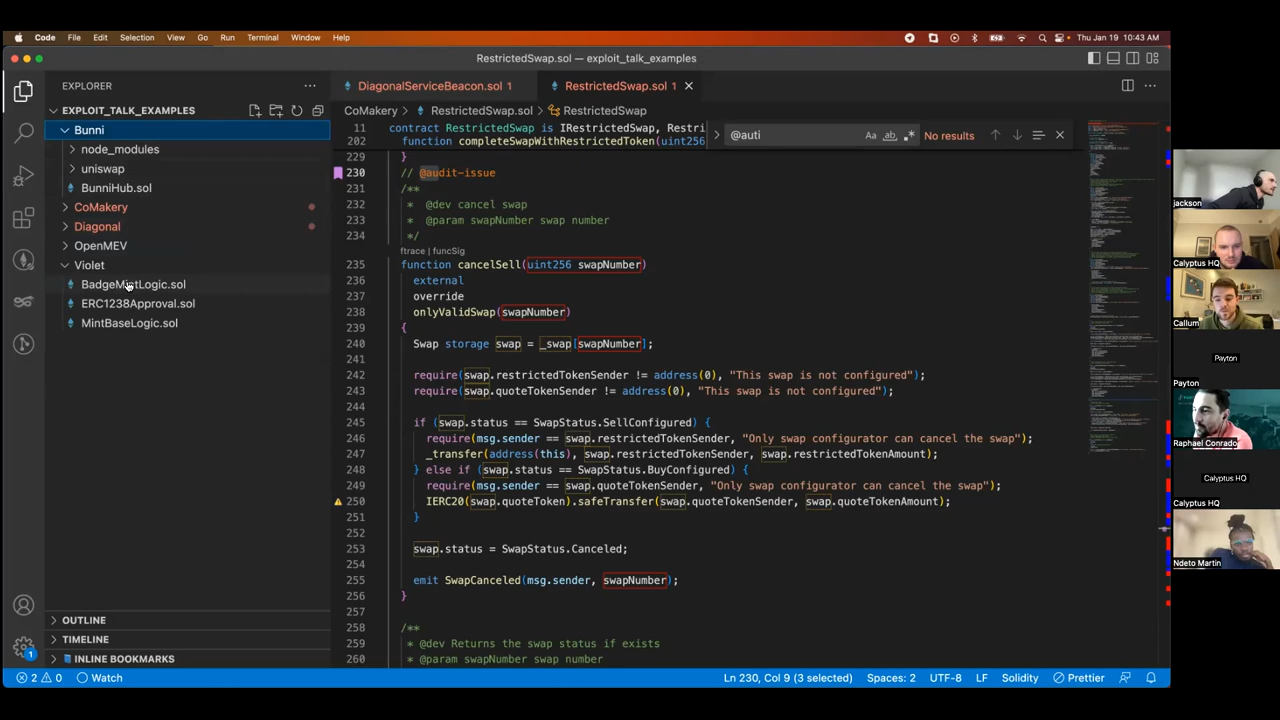 Code File Edit Selection View Go Run Terminal Window Help
Thu Jan 19 10:43 AM
RestrictedSwap.sol — exploit_talk_examples
EXPLORER
EXPLOIT_TALK_EXAMPLES
Bunni
node_modules
uniswap
BunniHub.sol
CoMakery
Diagonal
OpenMEV
Violet
BadgeMintLogic.sol
ERC1238Approval.sol
MintBaseLogic.sol
OUTLINE
TIMELINE
INLINE BOOKMARKS
DiagonalServiceBeacon.sol 1
RestrictedSwap.sol 1
CoMakery > RestrictedSwap.sol > RestrictedSwap
@auti
Aa ab .* No results
11 contract RestrictedSwap is IRestrictedSwap, Restri
202 function completeSwapWithRestrictedToken(uint256
229 }
230 // @audit-issue
231 /**
232 * @dev cancel swap
233 * @param swapNumber swap number
234 */
ftrace | funcSig
235 function cancelSell(uint256 swapNumber)
236 external
237 override
238 onlyValidSwap(swapNumber)
239 {
240 Swap storage swap = _swap[swapNumber];
241
242 require(swap.restrictedTokenSender != address(0), "This swap is not configured");
243 require(swap.quoteTokenSender != address(0), "This swap is not configured");
244
245 if (swap.status == SwapStatus.SellConfigured) {
246 require(msg.sender == swap.restrictedTokenSender, "Only swap configurator can cancel the swap");
247 _transfer(address(this), swap.restrictedTokenSender, swap.restrictedTokenAmount);
248 } else if (swap.status == SwapStatus.BuyConfigured) {
249 require(msg.sender == swap.quoteTokenSender, "Only swap configurator can cancel the swap");
250 IERC20(swap.quoteToken).safeTransfer(swap.quoteTokenSender, swap.quoteTokenAmount);
251 }
252
253 swap.status = SwapStatus.Canceled;
254
255 emit SwapCanceled(msg.sender, swapNumber);
256 }
257
258 /**
259 * @dev Returns the swap status if exists
260 * @param swapNumber swap number
1
2 0 Watch
Ln 230, Col 9 (3 selected) Spaces: 2 UTF-8 LF Solidity Prettier
jackson
Calyptus HQ
Callum
Payton
Payton
Raphael Conrado
Calyptus HQ
Calyptus HQ
Ndeto Martin